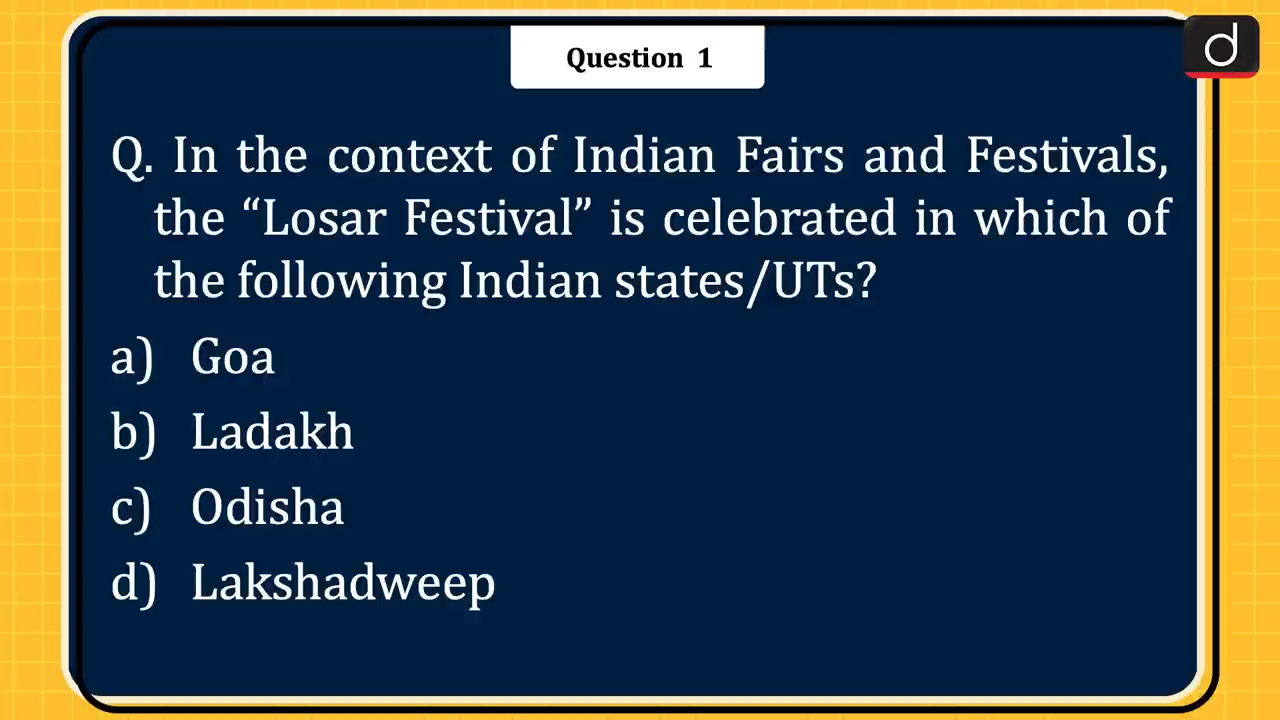 Question 1
d
Q. In the context of Indian Fairs and Festivals,
the “Losar Festival” is celebrated in which of
the following Indian states/UTs?
a) Goa
b) Ladakh
c) Odisha
d) Lakshadweep